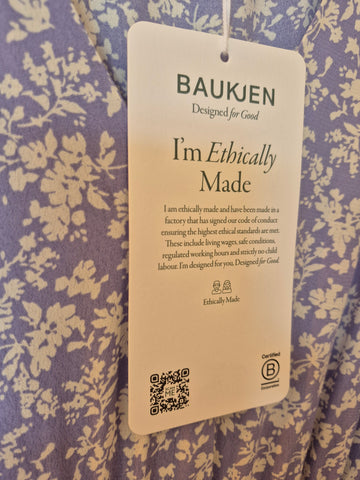 BAUKJEN
Designed for Good
I'm Ethically
Made
I am ethically made and have been made in a
factory that has signed our code of conduct
ensuring the highest ethical standards are met.
These include living wages, safe conditions,
regulated working hours and strictly no child
labour. I'm designed for you, Designed for Good.
Ethically Made
Certified
B
Corporation